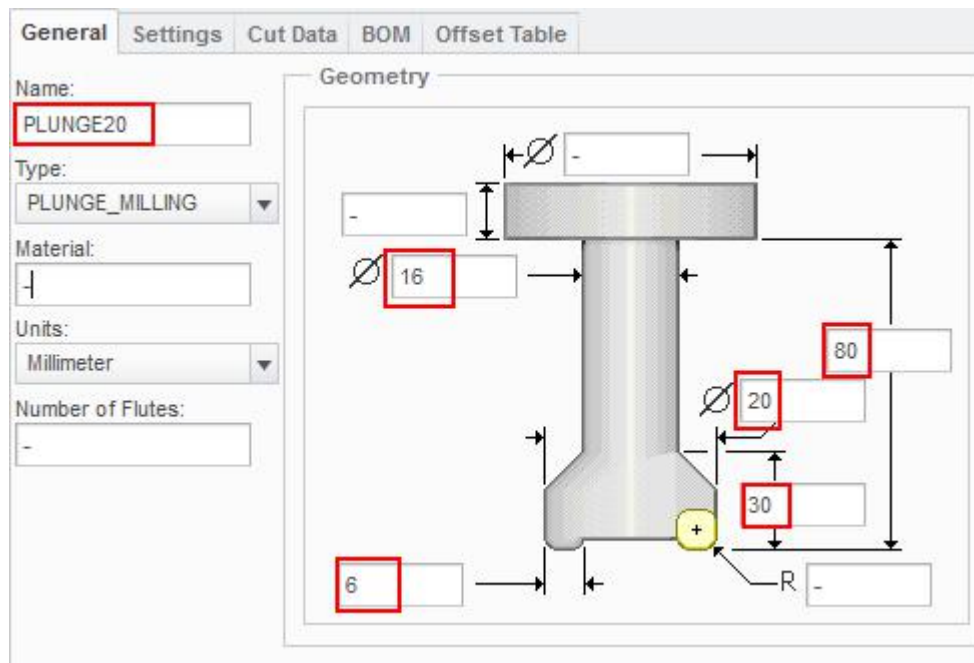 General Settings Cut Data BOM Offset Table
Name:
PLUNGE20
Type:
PLUNGE_MILLING
Material:
-
Units:
Millimeter
Number of Flutes:
-
Geometry
Ø -
-
Ø 16
80
Ø 20
30
6
R -